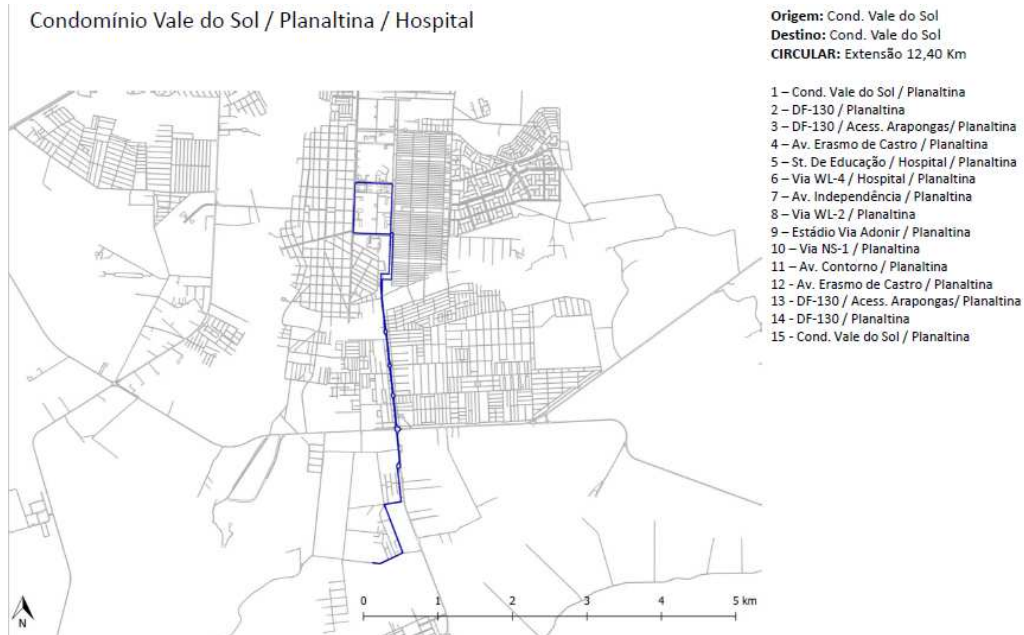 Condomínio Vale do Sol / Planaltina / Hospital
Origem: Cond. Vale do Sol
Destino: Cond. Vale do Sol
CIRCULAR: Extensão 12,40 Km
1 – Cond. Vale do Sol / Planaltina
2 – DF-130 / Planaltina
3 – DF-130 / Acess. Arapongas/ Planaltina
4 – Av. Erasmo de Castro / Planaltina
5 – St. De Educação / Hospital / Planaltina
6 – Via WL-4 / Hospital / Planaltina
7 – Av. Independência / Planaltina
8 – Via WL-2 / Planaltina
9 – Estádio Via Adonir / Planaltina
10 – Via NS-1 / Planaltina
11 – Av. Contorno / Planaltina
12 - Av. Erasmo de Castro / Planaltina
13 - DF-130 / Acess. Arapongas/ Planaltina
14 - DF-130 / Planaltina
15 - Cond. Vale do Sol / Planaltina
N
0 1 2 3 4 5 km